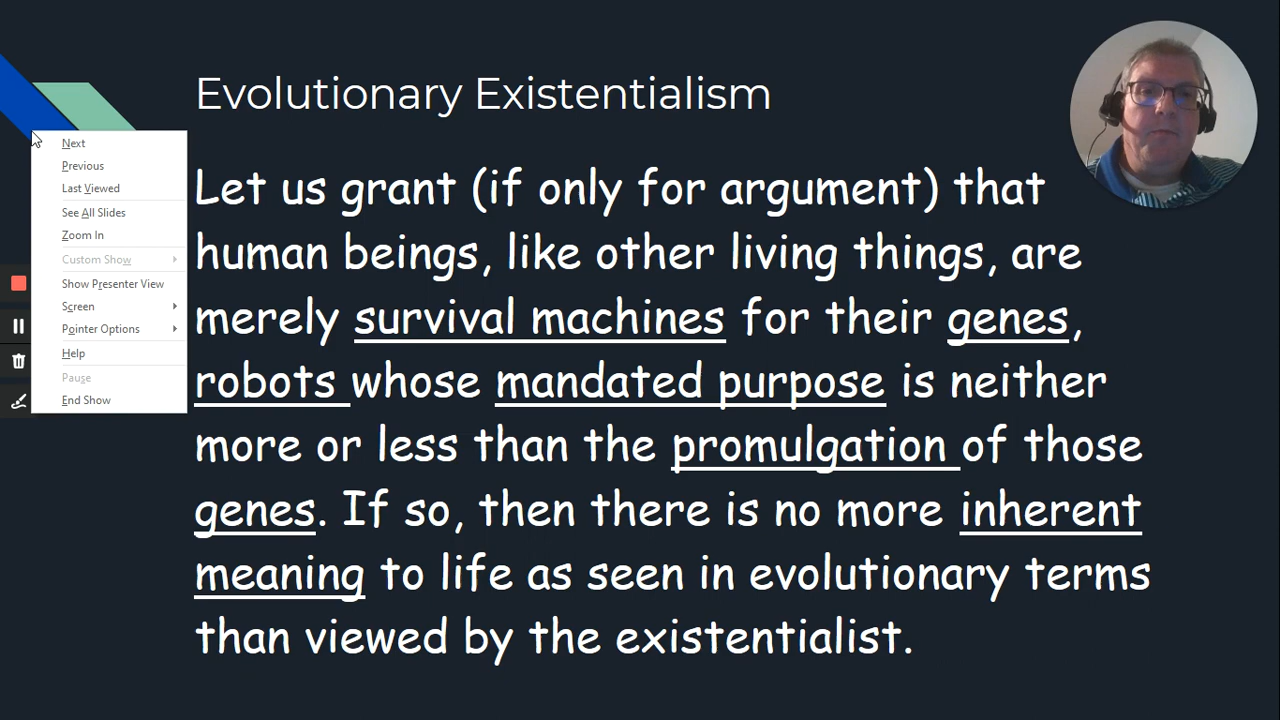 Evolutionary Existentialism
Next
Previous
Last Viewed
See All Slides
Zoom In
Custom Show
Show Presenter View
Screen
Pointer Options
Help
Pause
End Show
Let us grant (if only for argument) that
human beings, like other living things, are
merely survival machines for their genes,
robots whose mandated purpose is neither
more or less than the promulgation of those
genes. If so, then there is no more inherent
meaning to life as seen in evolutionary terms
than viewed by the existentialist.